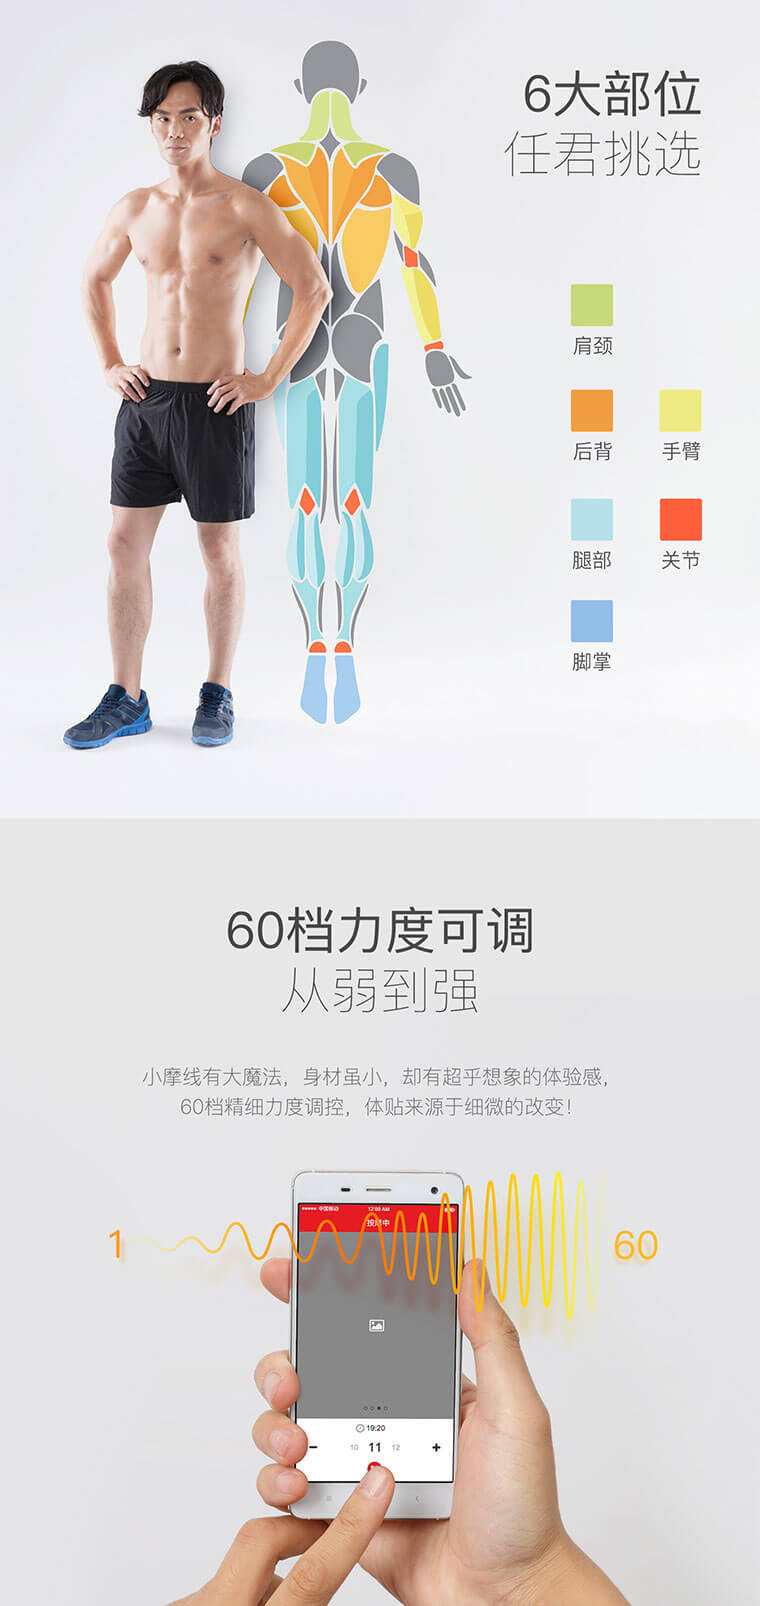 6大部位
任君挑选
肩颈
后背 手臂
腿部 关节
脚掌
60档力度可调
从弱到强
小摩线有大魔法，身材虽小，却有超乎想象的体验感，
60档精细力度调控，体贴来源于细微的改变！
中国移动 12:00 AM
按摩中
1
60
19:20
10 11 12